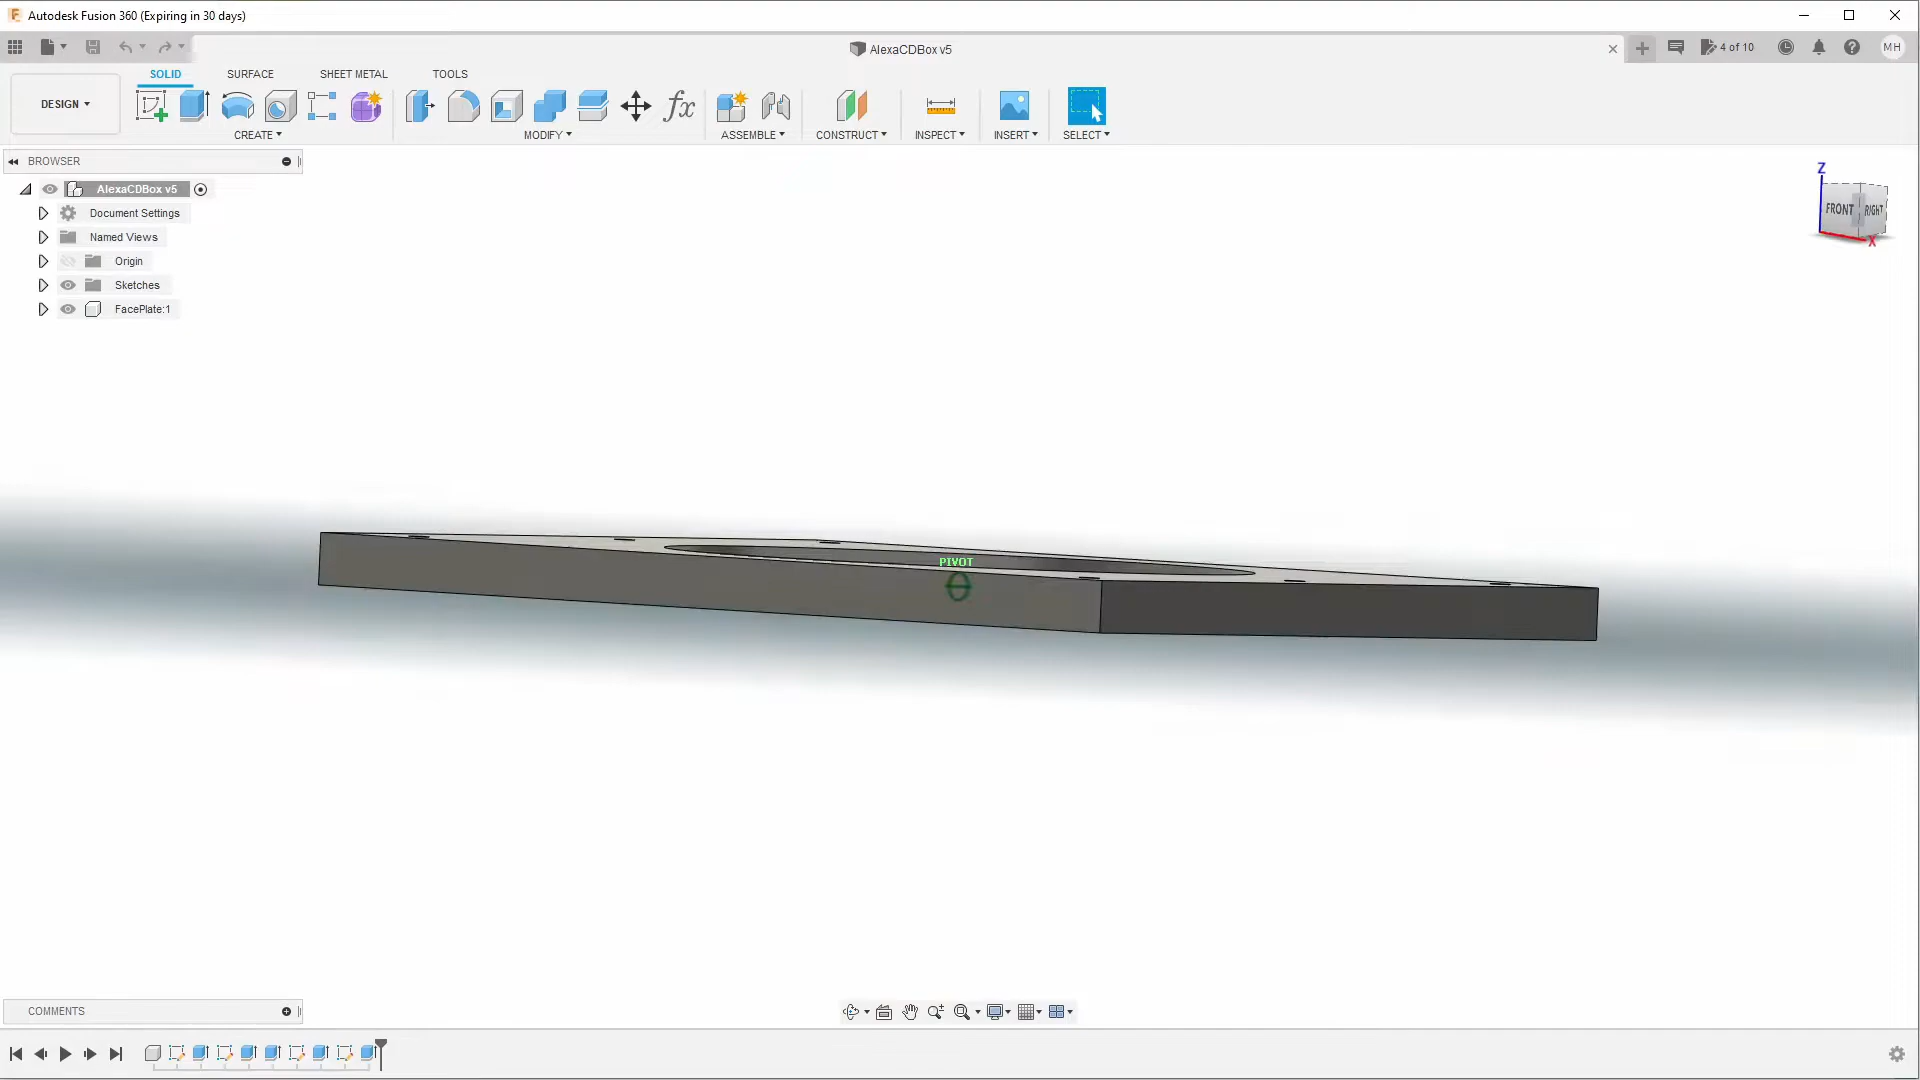 Autodesk Fusion 360 (Expiring in 30 days)
AlexaCDBox v5
4 of 10
MH
DESIGN
SOLID
SURFACE
SHEET METAL
TOOLS
fx
CREATE
MODIFY
ASSEMBLE
CONSTRUCT
INSPECT
INSERT
SELECT
BROWSER
AlexaCDBox v5
Document Settings
Named Views
Origin
Sketches
FacePlate:1
Z
FRONT
RIGHT
X
PIVOT
COMMENTS